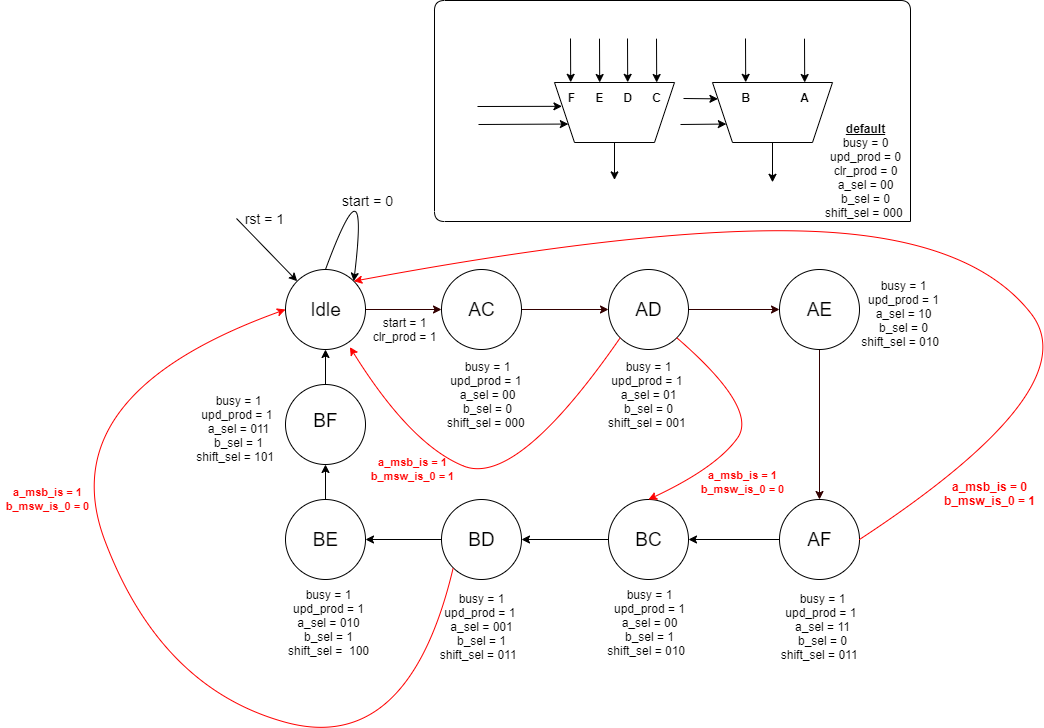 F E D C
B A
default
busy = 0
upd_prod = 0
clr_prod = 0
a_sel = 00
b_sel = 0
shift_sel = 000
start = 0
rst = 1
Idle
start = 1
clr_prod = 1
AC
busy = 1
upd_prod = 1
a_sel = 00
b_sel = 0
shift_sel = 000
AD
busy = 1
upd_prod = 1
a_sel = 01
b_sel = 0
shift_sel = 001
AE
busy = 1
upd_prod = 1
a_sel = 10
b_sel = 0
shift_sel = 010
BF
busy = 1
upd_prod = 1
a_sel = 011
b_sel = 1
shift_sel = 101
a_msb_is = 1
b_msw_is_0 = 1
a_msb_is = 1
b_msw_is_0 = 0
a_msb_is = 0
b_msw_is_0 = 1
a_msb_is = 1
b_msw_is_0 = 0
BE
busy = 1
upd_prod = 1
a_sel = 010
b_sel = 1
shift_sel = 100
BD
busy = 1
upd_prod = 1
a_sel = 001
b_sel = 1
shift_sel = 011
BC
busy = 1
upd_prod = 1
a_sel = 00
b_sel = 1
shift_sel = 010
AF
busy = 1
upd_prod = 1
a_sel = 11
b_sel = 0
shift_sel = 011